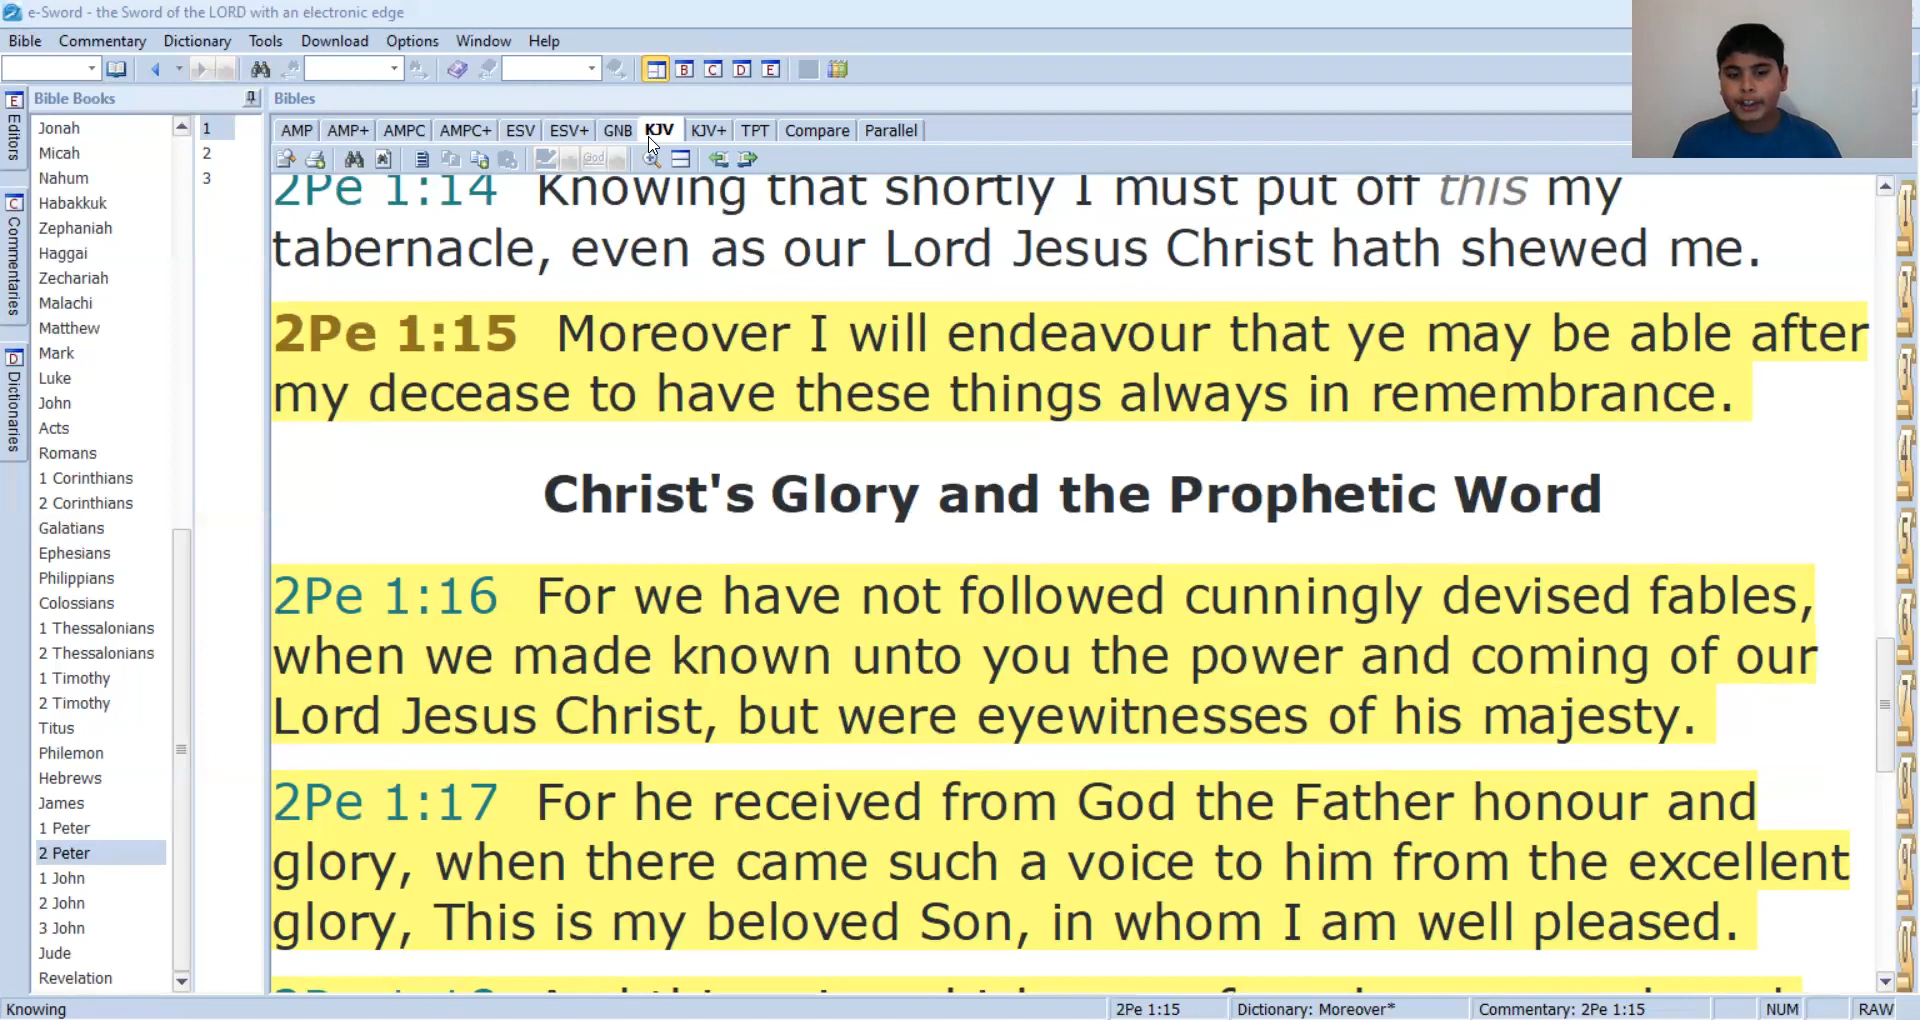 e-Sword - the Sword of the LORD with an electronic edge
Bible Commentary Dictionary Tools Download Options Window Help
B C D E
E Editors
C Commentaries
D Dictionaries
Bible Books
Jonah
Micah
Nahum
Habakkuk
Zephaniah
Haggai
Zechariah
Malachi
Matthew
Mark
Luke
John
Acts
Romans
1 Corinthians
2 Corinthians
Galatians
Ephesians
Philippians
Colossians
1 Thessalonians
2 Thessalonians
1 Timothy
2 Timothy
Titus
Philemon
Hebrews
James
1 Peter
2 Peter
1 John
2 John
3 John
Jude
Revelation
1
2
3
Bibles
AMP AMP+ AMPC AMPC+ ESV ESV+ GNB KJV KJV+ TPT Compare Parallel
God
2Pe 1:14 Knowing that shortly I must put off this my
tabernacle, even as our Lord Jesus Christ hath shewed me.
2Pe 1:15 Moreover I will endeavour that ye may be able after
my decease to have these things always in remembrance.
Christ's Glory and the Prophetic Word
2Pe 1:16 For we have not followed cunningly devised fables,
when we made known unto you the power and coming of our
Lord Jesus Christ, but were eyewitnesses of his majesty.
2Pe 1:17 For he received from God the Father honour and
glory, when there came such a voice to him from the excellent
glory, This is my beloved Son, in whom I am well pleased.
Knowing 2Pe 1:15 Dictionary: Moreover* Commentary: 2Pe 1:15 NUM RAW